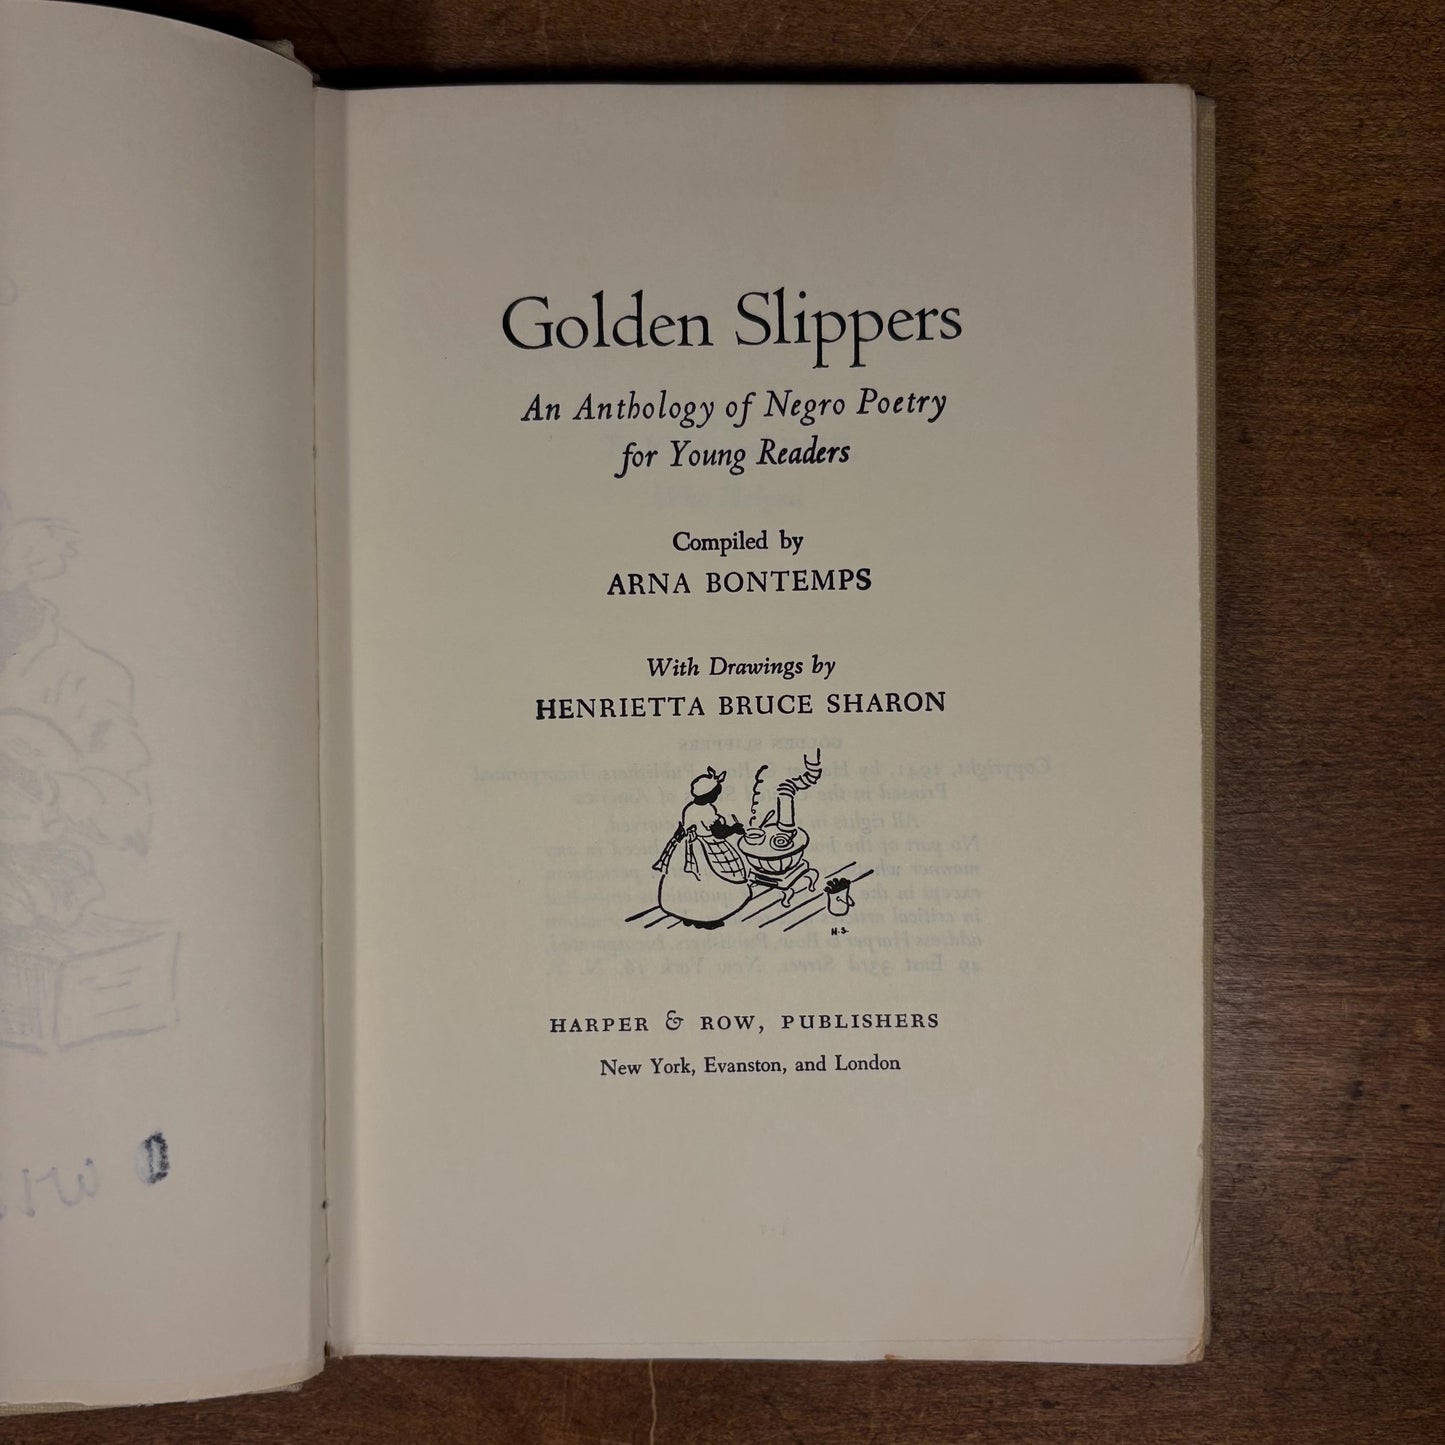 Golden Slippers
An Anthology of Negro Poetry
for Young Readers
Compiled by
ARNA BONTEMPS
With Drawings by
HENRIETTA BRUCE SHARON
H.S.
HARPER & ROW, PUBLISHERS
New York, Evanston, and London